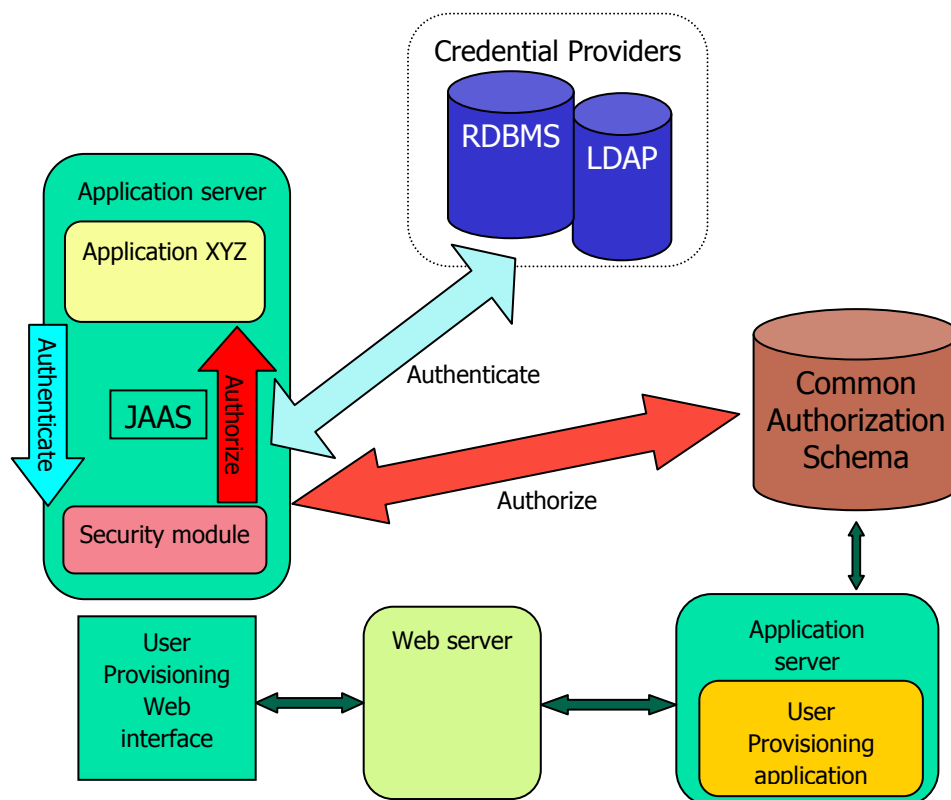 Credential Providers
RDBMS
LDAP
Application server
Application XYZ
Authenticate
JAAS
Authorize
Security module
Authenticate
Authorize
Common
Authorization
Schema
User
Provisioning
Web
interface
Web server
Application
server
User
Provisioning
application